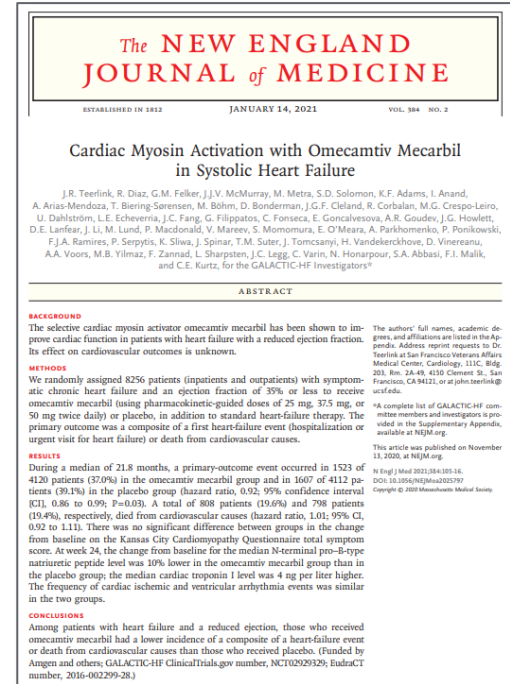 The NEW ENGLAND
JOURNAL of MEDICINE
ESTABLISHED IN 1812 JANUARY 14, 2021 VOL. 384 NO. 2
Cardiac Myosin Activation with Omecamtiv Mecarbil
in Systolic Heart Failure
J.R. Teerlink, R. Diaz, G.M. Felker, J.J.V. McMurray, M. Metra, S.D. Solomon, K.F. Adams, I. Anand,
A. Arias-Mendoza, T. Biering-Sørensen, M. Böhm, D. Bonderman, J.G.F. Cleland, R. Corbalan, M.G. Crespo-Leiro,
U. Dahlström, L.E. Echeverria, J.C. Fang, G. Filippatos, C. Fonseca, E. Goncalvesova, A.R. Goudev, J.G. Howlett,
D.E. Lanfear, J. Li, M. Lund, P. Macdonald, V. Mareev, S. Momomura, E. O'Meara, A. Parkhomenko, P. Ponikowski,
F.J.A. Ramires, P. Serpytis, K. Sliwa, J. Spinar, T.M. Suter, J. Tomcsanyi, H. Vandekerckhove, D. Vinereanu,
A.A. Voors, M.B. Yilmaz, F. Zannad, L. Sharpsten, J.C. Legg, C. Varin, N. Honarpour, S.A. Abbasi, F.I. Malik,
and C.E. Kurtz, for the GALACTIC-HF Investigators*
ABSTRACT
BACKGROUND
The selective cardiac myosin activator omecamtiv mecarbil has been shown to im-
prove cardiac function in patients with heart failure with a reduced ejection fraction.
Its effect on cardiovascular outcomes is unknown.
METHODS
We randomly assigned 8256 patients (inpatients and outpatients) with symptom-
atic chronic heart failure and an ejection fraction of 35% or less to receive
omecamtiv mecarbil (using pharmacokinetic-guided doses of 25 mg, 37.5 mg, or
50 mg twice daily) or placebo, in addition to standard heart-failure therapy. The
primary outcome was a composite of a first heart-failure event (hospitalization or
urgent visit for heart failure) or death from cardiovascular causes.
RESULTS
During a median of 21.8 months, a primary-outcome event occurred in 1523 of
4120 patients (37.0%) in the omecamtiv mecarbil group and in 1607 of 4112 pa-
tients (39.1%) in the placebo group (hazard ratio, 0.92; 95% confidence interval
[CI], 0.86 to 0.99; P=0.03). A total of 808 patients (19.6%) and 798 patients
(19.4%), respectively, died from cardiovascular causes (hazard ratio, 1.01; 95% CI,
0.92 to 1.11). There was no significant difference between groups in the change
from baseline on the Kansas City Cardiomyopathy Questionnaire total symptom
score. At week 24, the change from baseline for the median N-terminal pro–B-type
natriuretic peptide level was 10% lower in the omecamtiv mecarbil group than in
the placebo group; the median cardiac troponin I level was 4 ng per liter higher.
The frequency of cardiac ischemic and ventricular arrhythmia events was similar
in the two groups.
CONCLUSIONS
Among patients with heart failure and a reduced ejection, those who received
omecamtiv mecarbil had a lower incidence of a composite of a heart-failure event
or death from cardiovascular causes than those who received placebo. (Funded by
Amgen and others; GALACTIC-HF ClinicalTrials.gov number, NCT02929329; EudraCT
number, 2016-002299-28.)
The authors' full names, academic de-
grees, and affiliations are listed in the Ap-
pendix. Address reprint requests to Dr.
Teerlink at San Francisco Veterans Affairs
Medical Center, Cardiology, 111C, Bldg.
203, Rm. 2A-49, 4150 Clement St., San
Francisco, CA 94121, or at john.teerlink@
ucsf.edu.
*A complete list of GALACTIC-HF com-
mittee members and investigators is pro-
vided in the Supplementary Appendix,
available at NEJM.org.
This article was published on November
13, 2020, at NEJM.org.
N Engl J Med 2021;384:105-16.
DOI: 10.1056/NEJMoa2025797
Copyright © 2020 Massachusetts Medical Society.